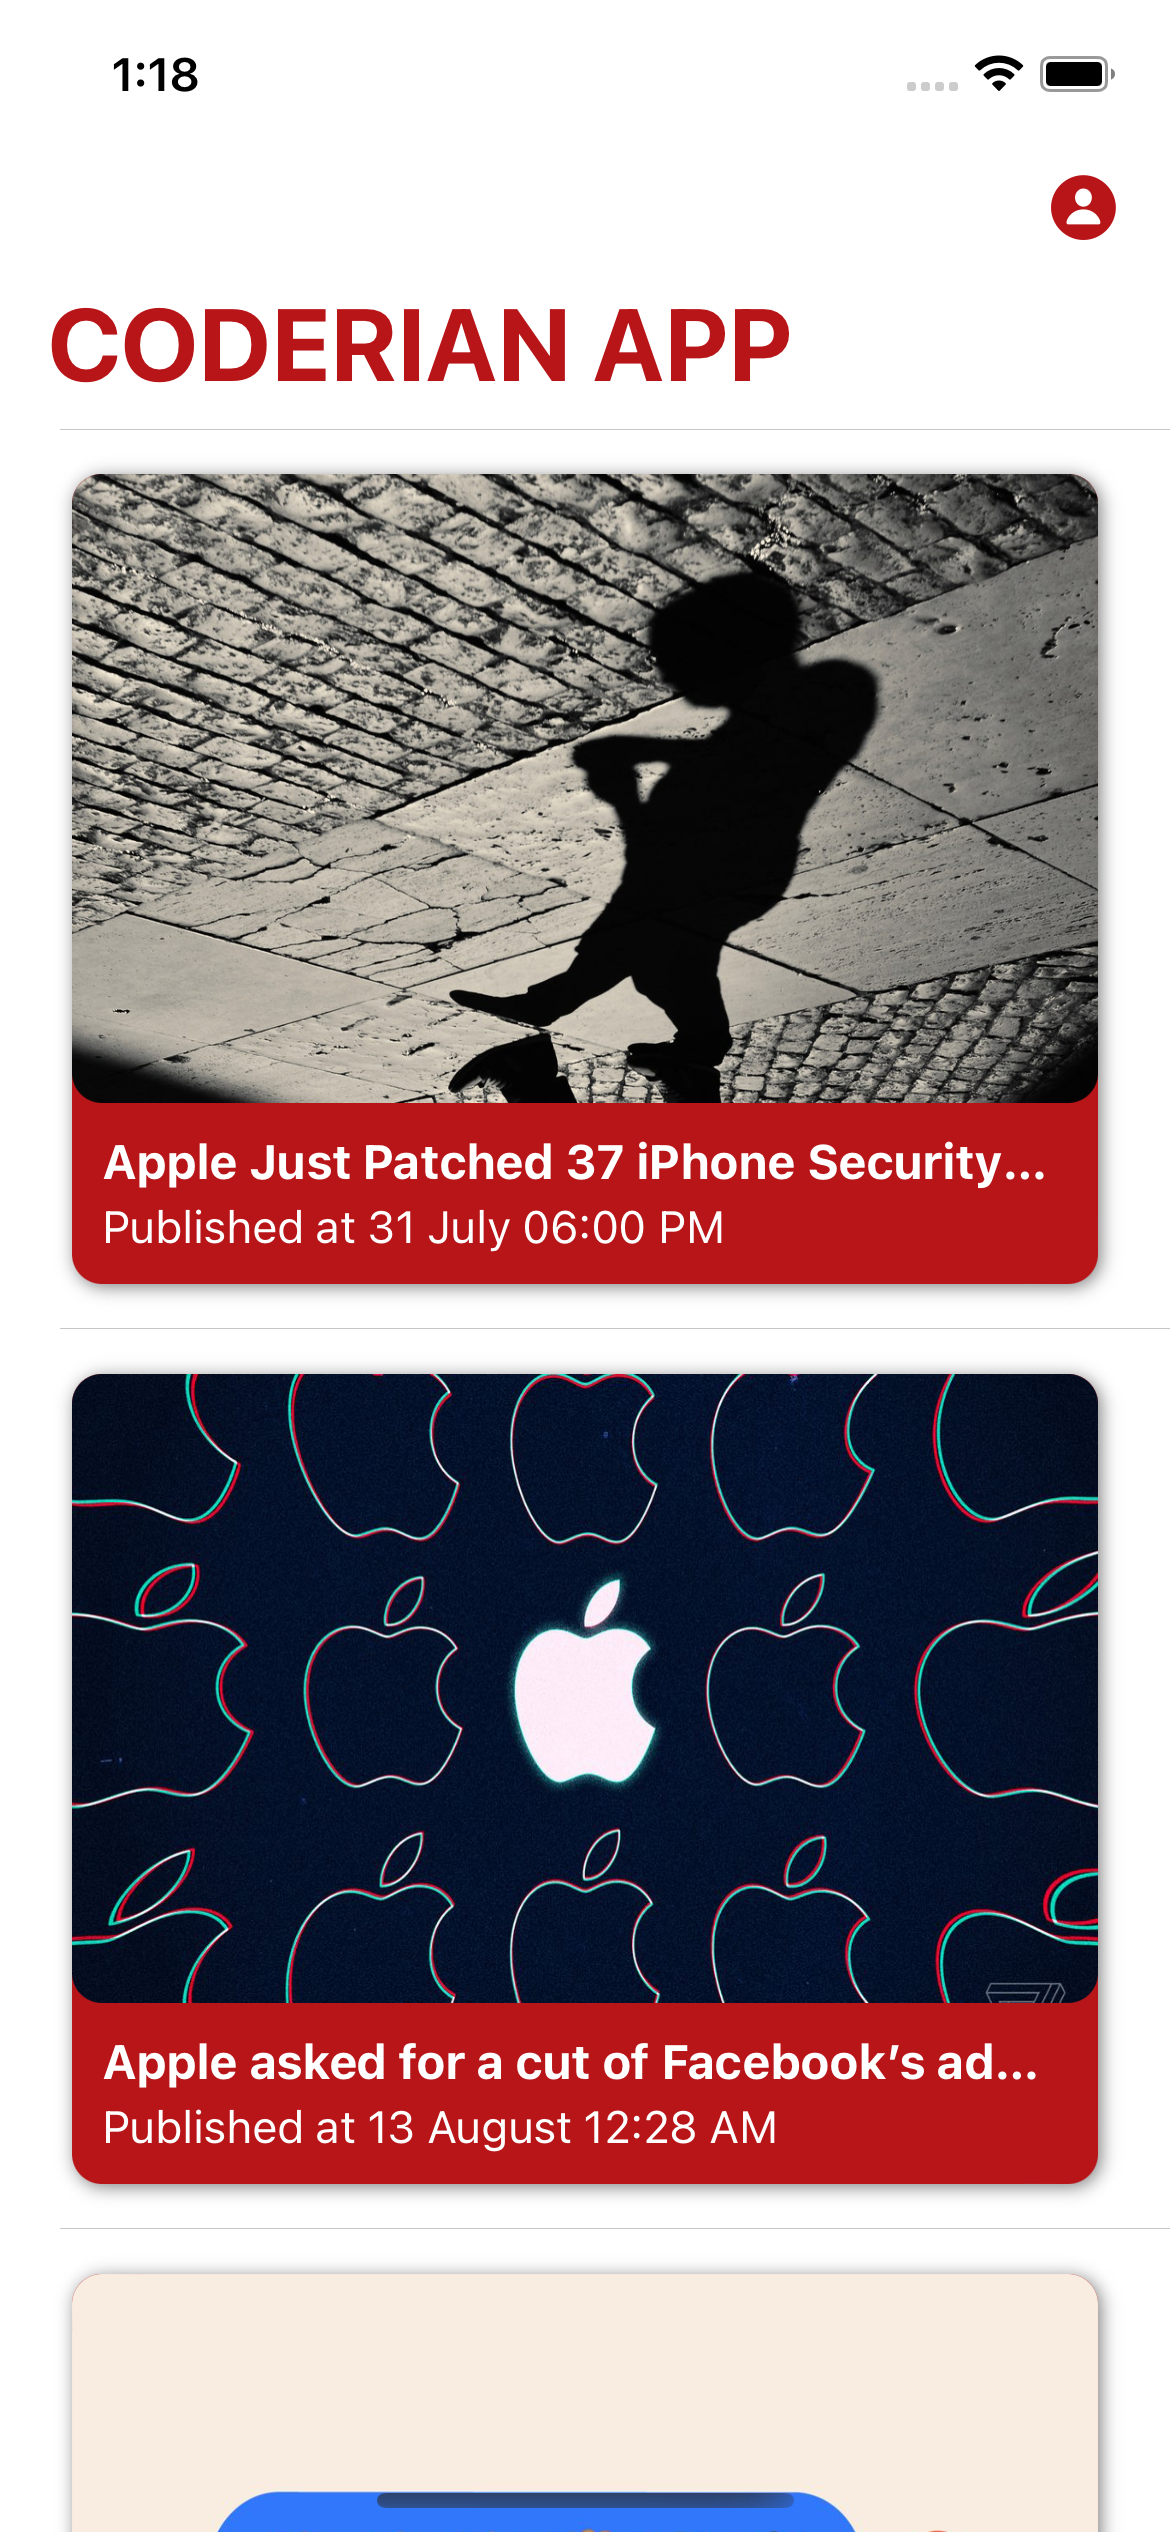 1:18
CODERIAN APP
Apple Just Patched 37 iPhone Security...
Published at 31 July 06:00 PM
Apple asked for a cut of Facebook’s ad...
Published at 13 August 12:28 AM